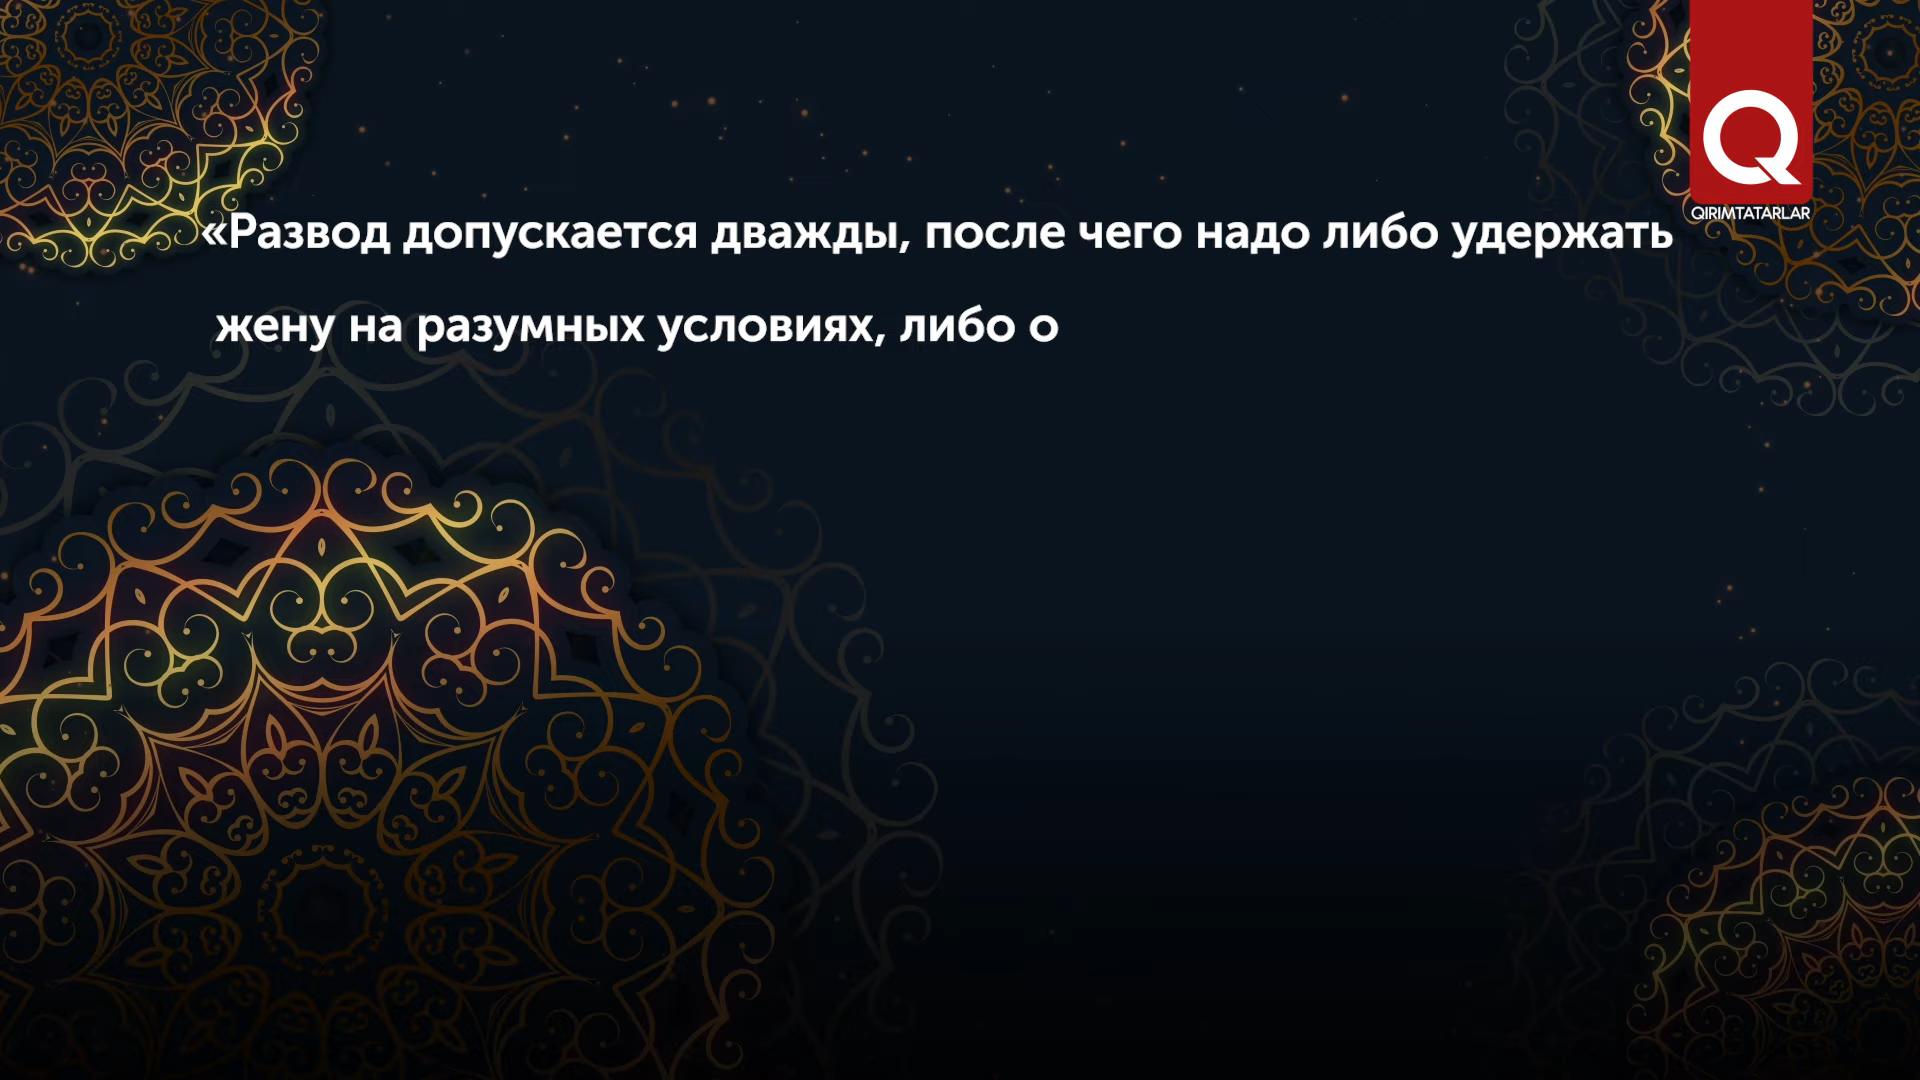 QIRIMTATARLAR
«Развод допускается дважды, после чего надо либо удержать
жену на разумных условиях, либо о